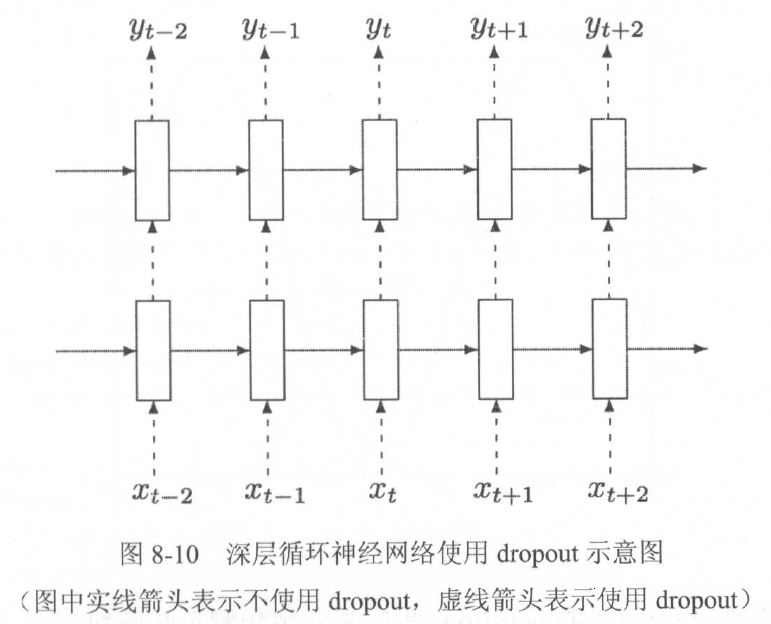 y_{t-2} y_{t-1} y_t y_{t+1} y_{t+2}
x_{t-2} x_{t-1} x_t x_{t+1} x_{t+2}
图 8-10 深层循环神经网络使用 dropout 示意图
（图中实线箭头表示不使用 dropout，虚线箭头表示使用 dropout）